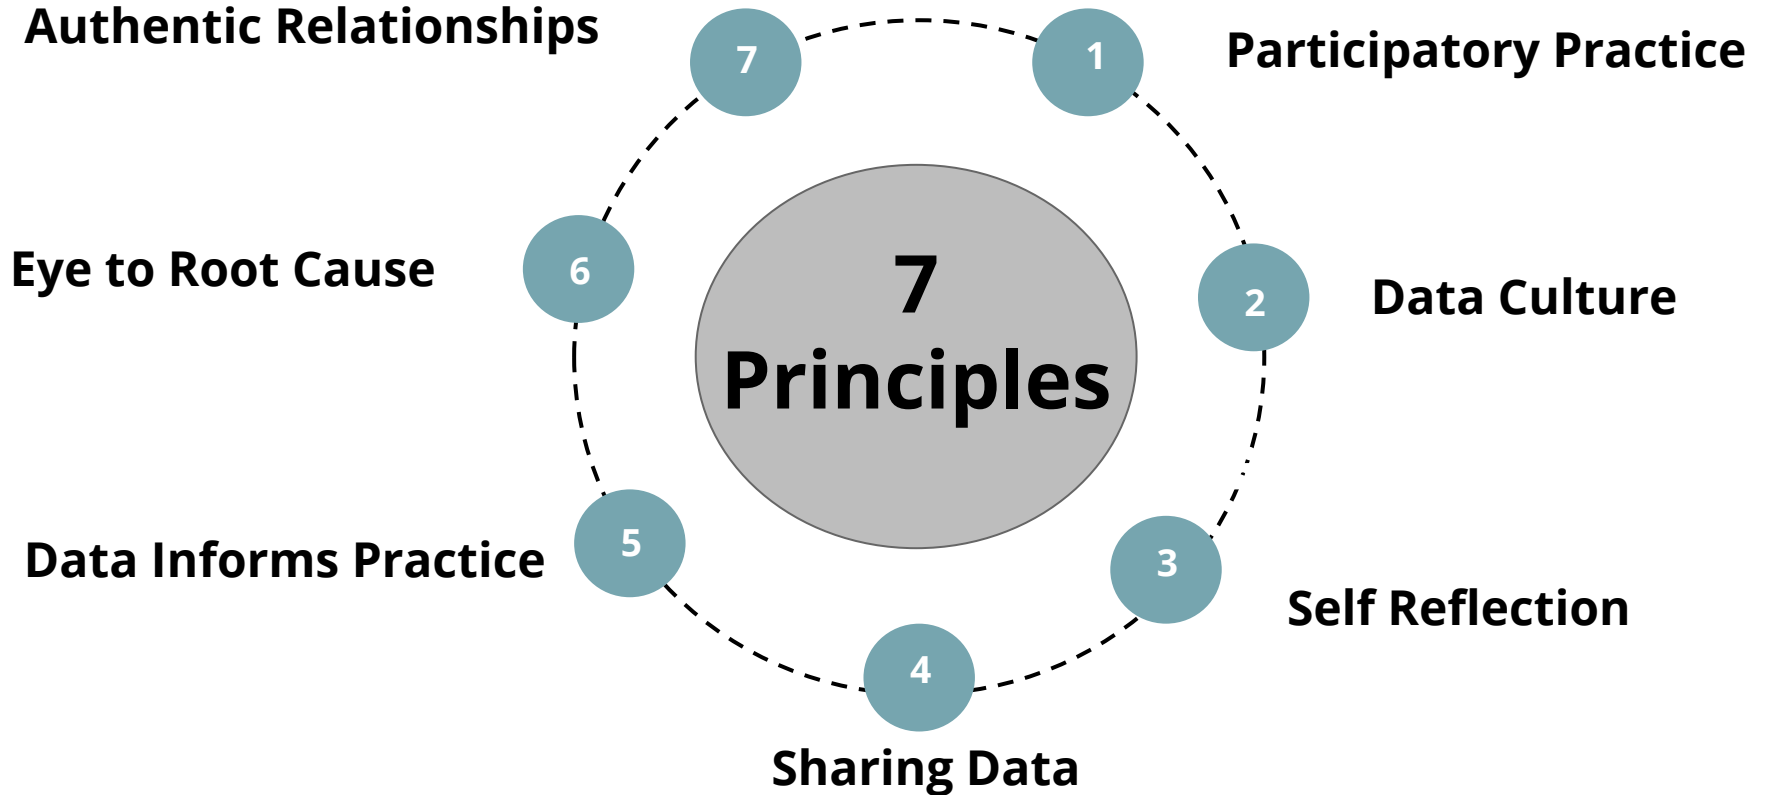 Authentic Relationships
7
1
Participatory Practice
Eye to Root Cause
6
7
Principles
2
Data Culture
Data Informs Practice
5
3
Self Reflection
4
Sharing Data